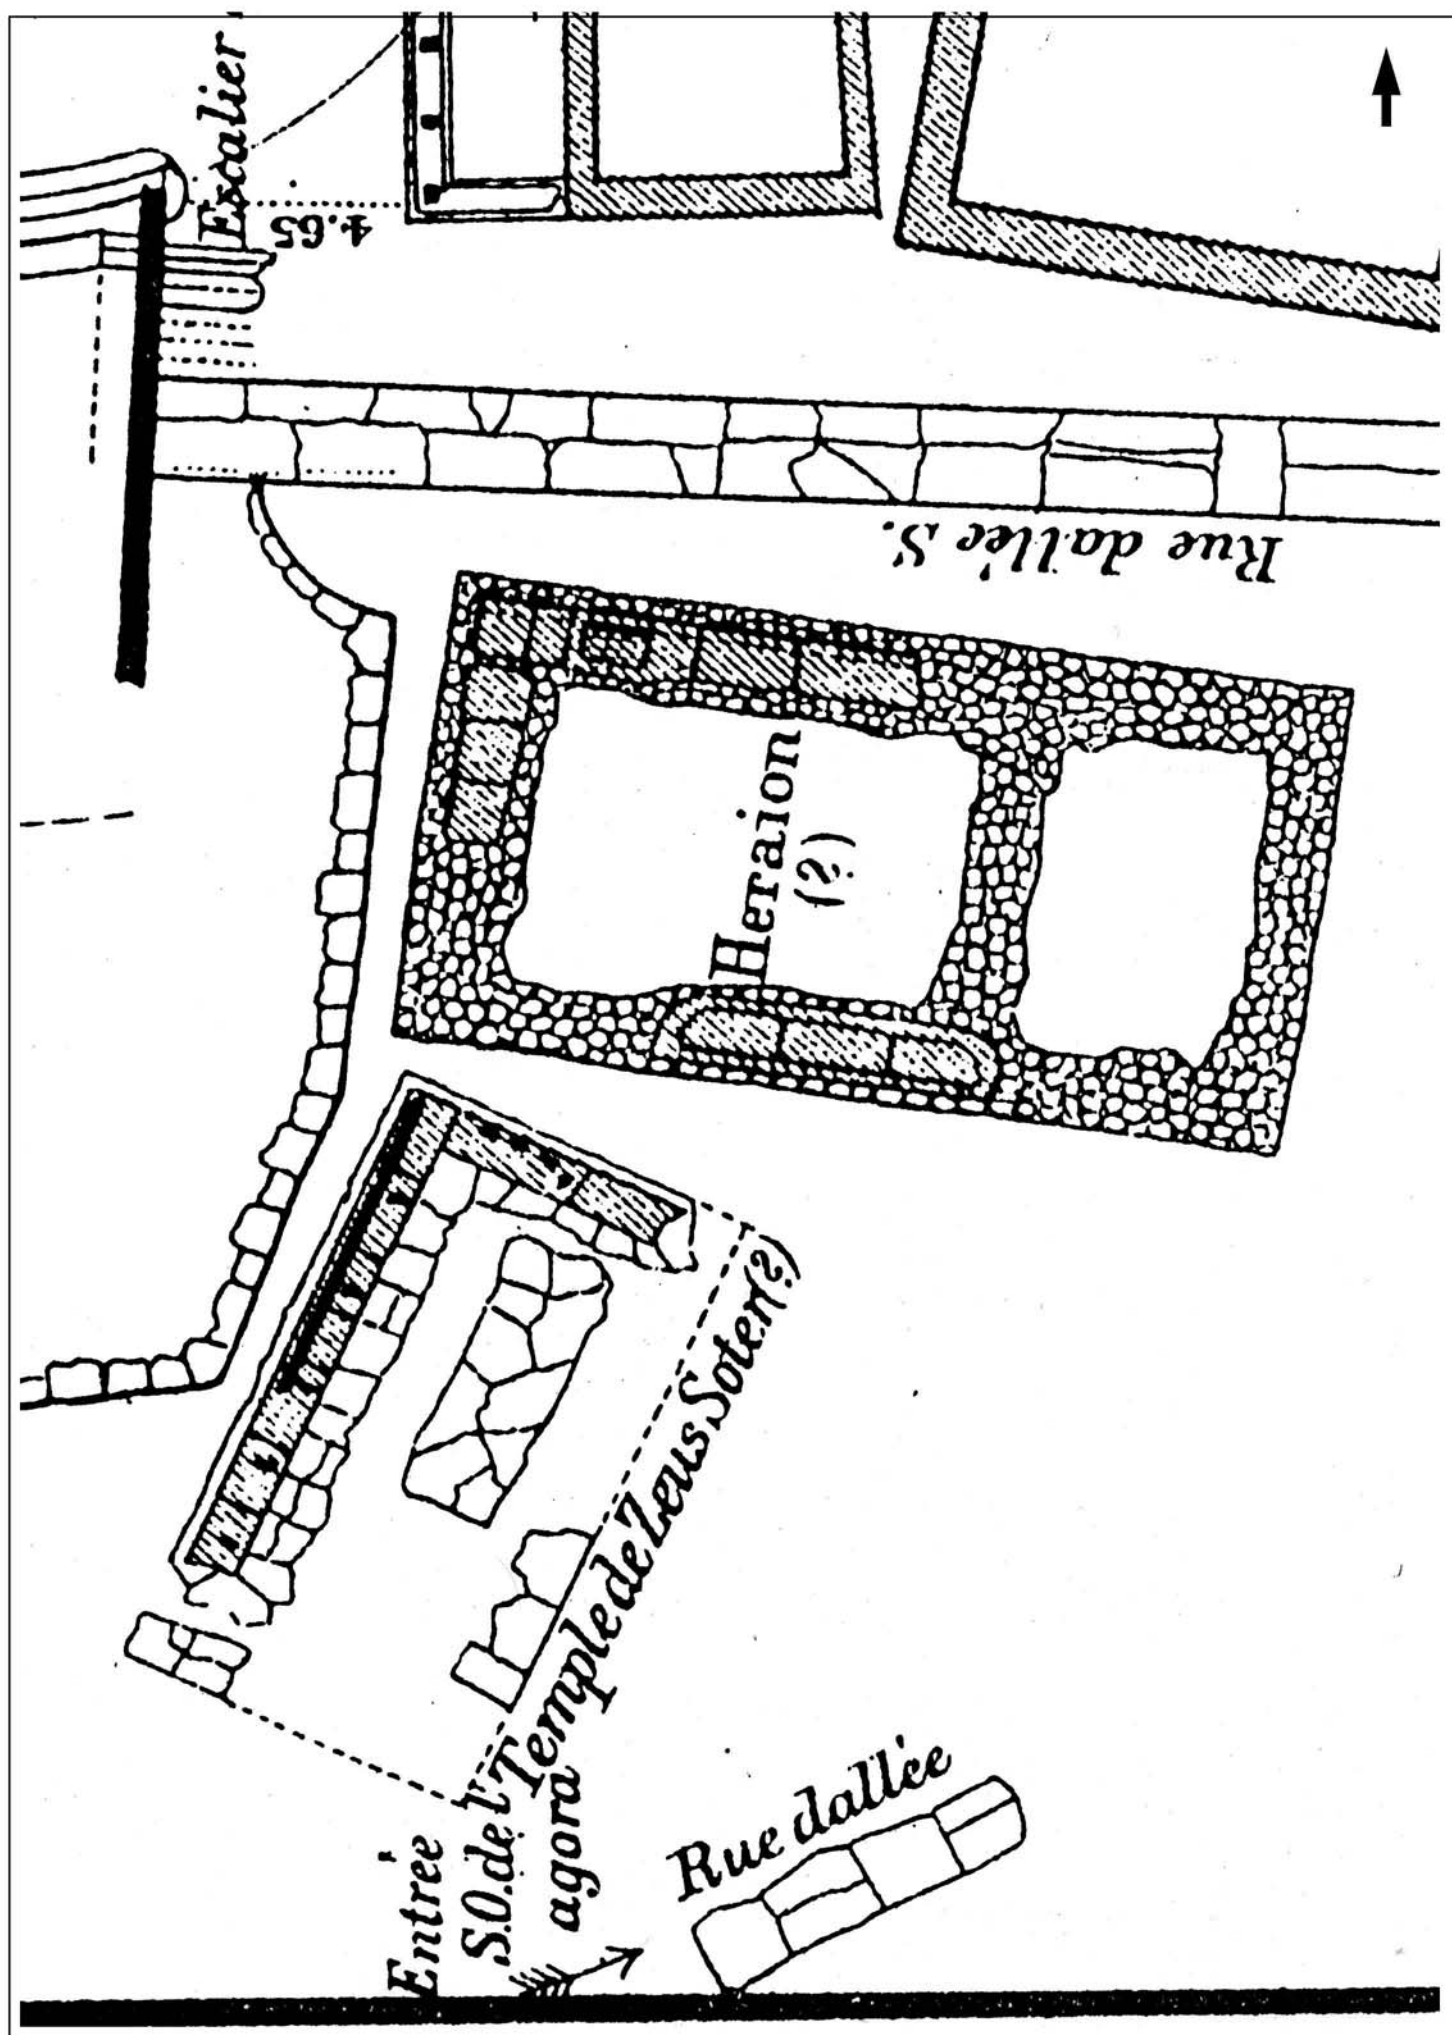 Escalier
4.65
Rue dallée S.
Heraion
(?)
Temple de Zeus Soter(?)
Entrée
S.O. de l'
agora
Rue dallée